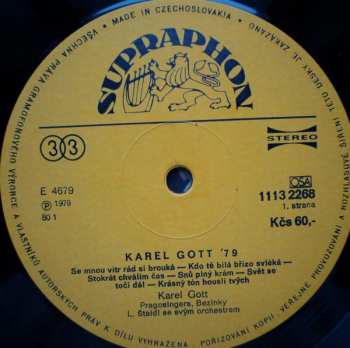 MADE IN CZECHOSLOVAKIA
SUPRAPHON
33
STEREO
E 4679
℗ 1979
80 1
OSA
1113 2268
1. strana
Kčs 60,-
KAREL GOTT '79
Se mnou vítr rád si brouká — Kdo tě bílá břízo svléká —
Stokrát chválím čas — Snů plný krám — Svět se
točí dál — Krásný tón houslí tvých
Karel Gott
Pragosingers, Bezinky
L. Štaidl se svým orchestrem
VŠECHNA PRÁVA GRAMOFONOVÉHO VÝROBCE A VLASTNÍKŮ AUTORSKÝCH PRÁV K DÍLU VYHRAŽENA. POŘIZOVÁNÍ KOPIÍ, VEŘEJNÉ PROVOZOVÁNÍ A ROZHLASOVÉ ŠÍŘENÍ TÉTO DESKY JE ZAKÁZÁNO